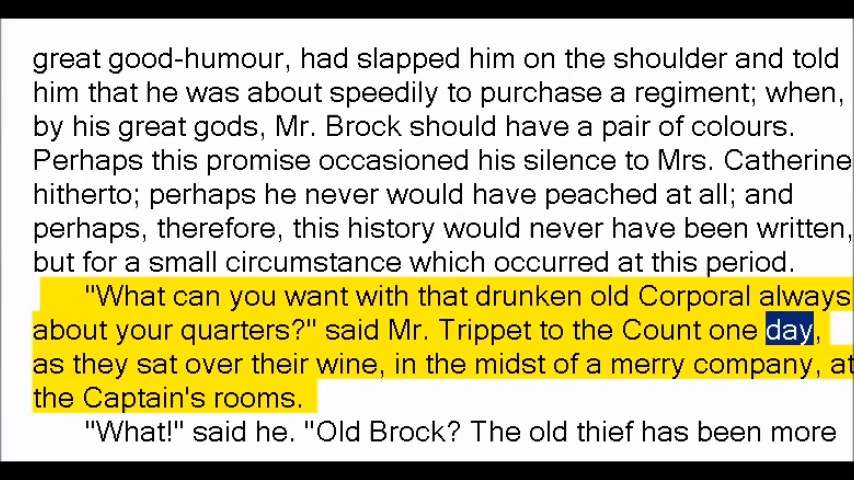 great good-humour, had slapped him on the shoulder and told
him that he was about speedily to purchase a regiment; when,
by his great gods, Mr. Brock should have a pair of colours.
Perhaps this promise occasioned his silence to Mrs. Catherine
hitherto; perhaps he never would have peached at all; and
perhaps, therefore, this history would never have been written,
but for a small circumstance which occurred at this period.
"What can you want with that drunken old Corporal always
about your quarters?" said Mr. Trippet to the Count one day,
as they sat over their wine, in the midst of a merry company, at
the Captain's rooms.
"What!" said he. "Old Brock? The old thief has been more